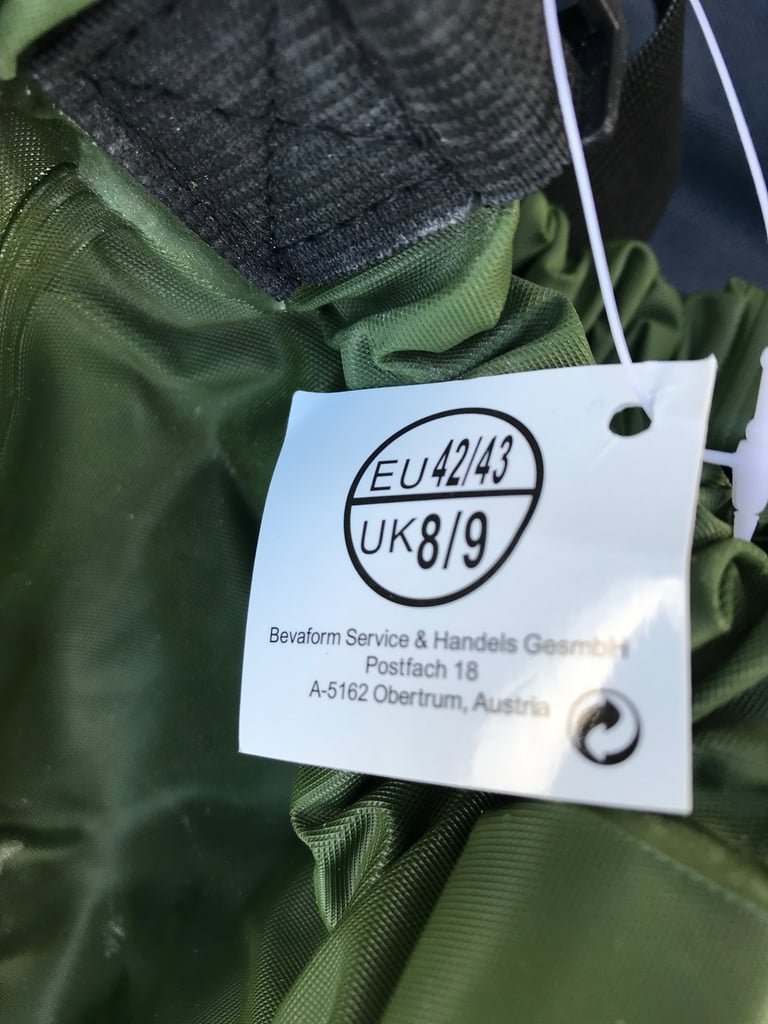 EU 42/43
UK 8/9
Bevaform Service & Handels GesmbH
Postfach 18
A-5162 Obertrum, Austria